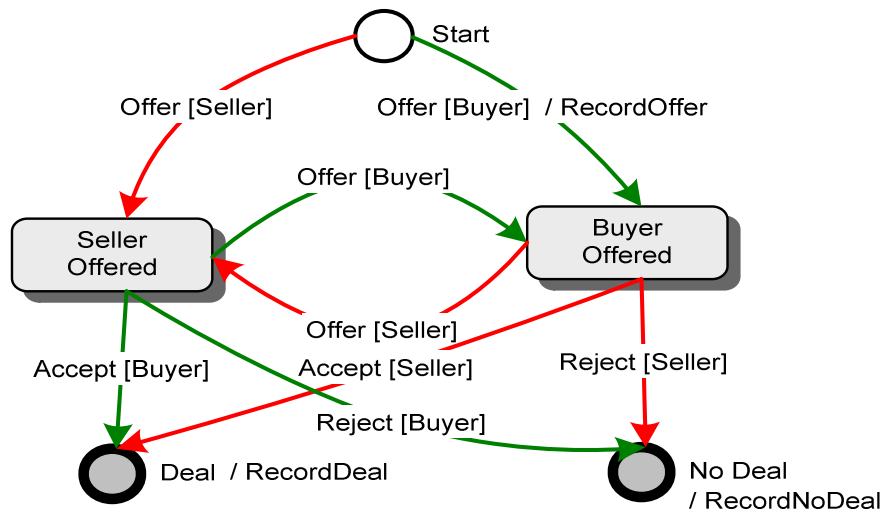 Start
Offer [Seller]
Offer [Buyer] / RecordOffer
Offer [Buyer]
Seller
Offered
Buyer
Offered
Offer [Seller]
Accept [Buyer]
Accept [Seller]
Reject [Seller]
Reject [Buyer]
Deal / RecordDeal
No Deal
/ RecordNoDeal